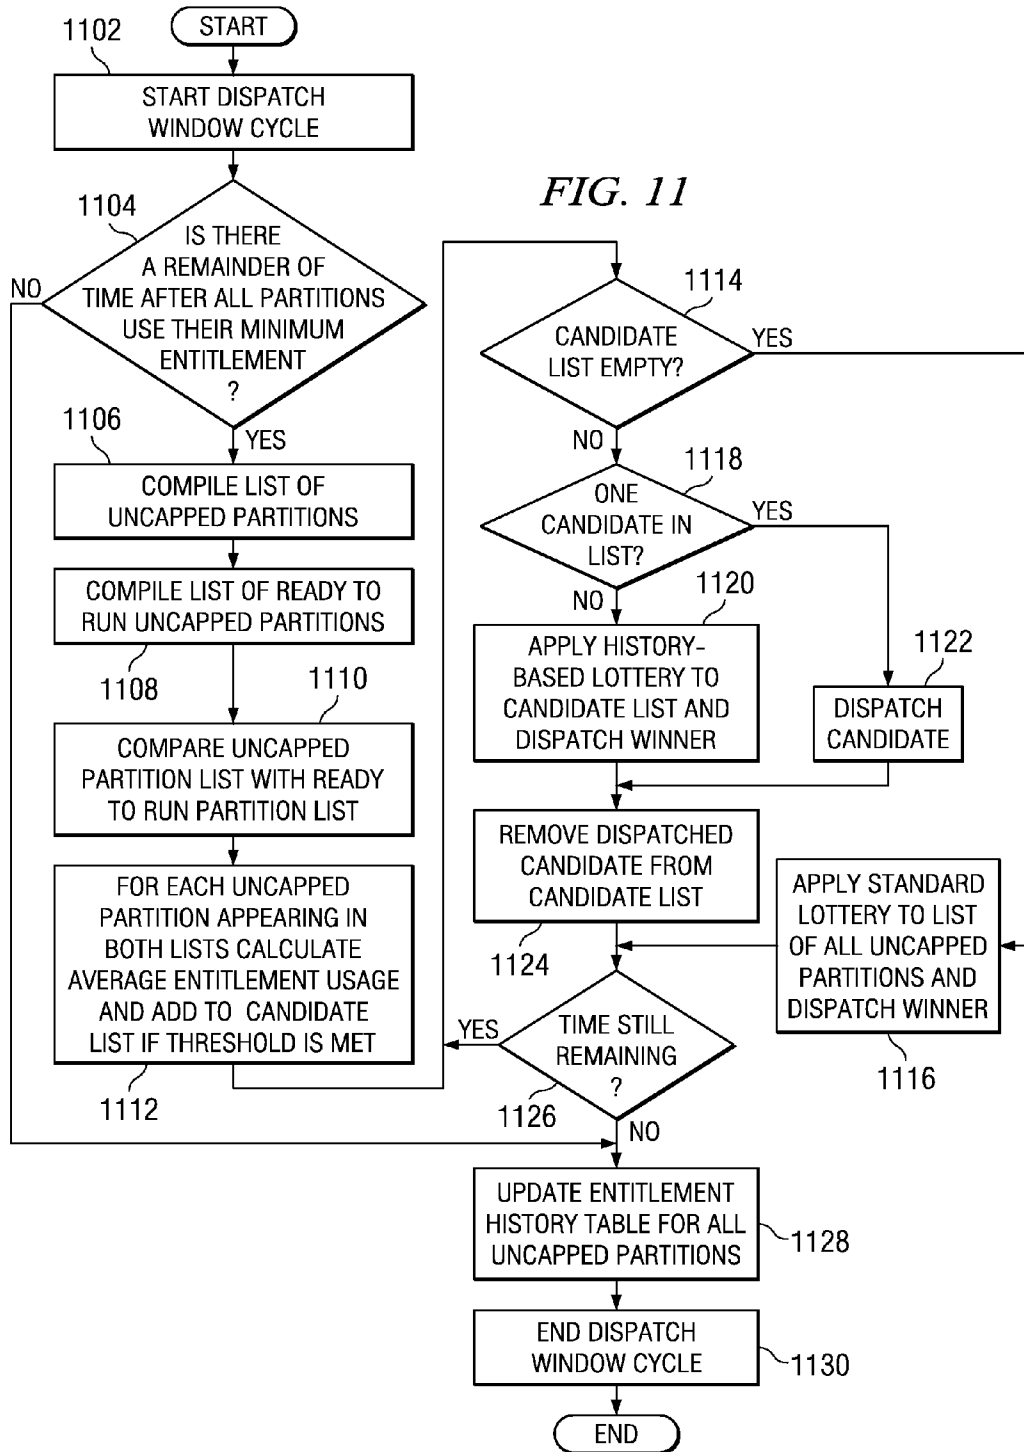 START
1102
START DISPATCH
WINDOW CYCLE
FIG. 11
1104
IS THERE
A REMAINDER OF
TIME AFTER ALL PARTITIONS
USE THEIR MINIMUM
ENTITLEMENT
?
NO
YES
1106
COMPILE LIST OF
UNCAPPED PARTITIONS
COMPILE LIST OF READY TO
RUN UNCAPPED PARTITIONS
1108
1110
COMPARE UNCAPPED
PARTITION LIST WITH READY
TO RUN PARTITION LIST
FOR EACH UNCAPPED
PARTITION APPEARING IN
BOTH LISTS CALCULATE
AVERAGE ENTITLEMENT USAGE
AND ADD TO CANDIDATE
LIST IF THRESHOLD IS MET
1112
1114
CANDIDATE
LIST EMPTY?
YES
NO
1118
ONE
CANDIDATE IN
LIST?
YES
NO
1120
APPLY HISTORY-
BASED LOTTERY TO
CANDIDATE LIST AND
DISPATCH WINNER
1122
DISPATCH
CANDIDATE
REMOVE DISPATCHED
CANDIDATE FROM
CANDIDATE LIST
1124
APPLY STANDARD
LOTTERY TO LIST
OF ALL UNCAPPED
PARTITIONS AND
DISPATCH WINNER
1116
YES
TIME STILL
REMAINING
?
1126
NO
UPDATE ENTITLEMENT
HISTORY TABLE FOR ALL
UNCAPPED PARTITIONS
1128
END DISPATCH
WINDOW CYCLE
1130
END